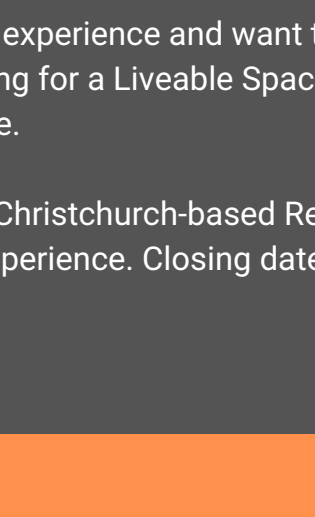 experience and want t
ng for a Liveable Spac
e.
Christchurch-based Re
perience. Closing date